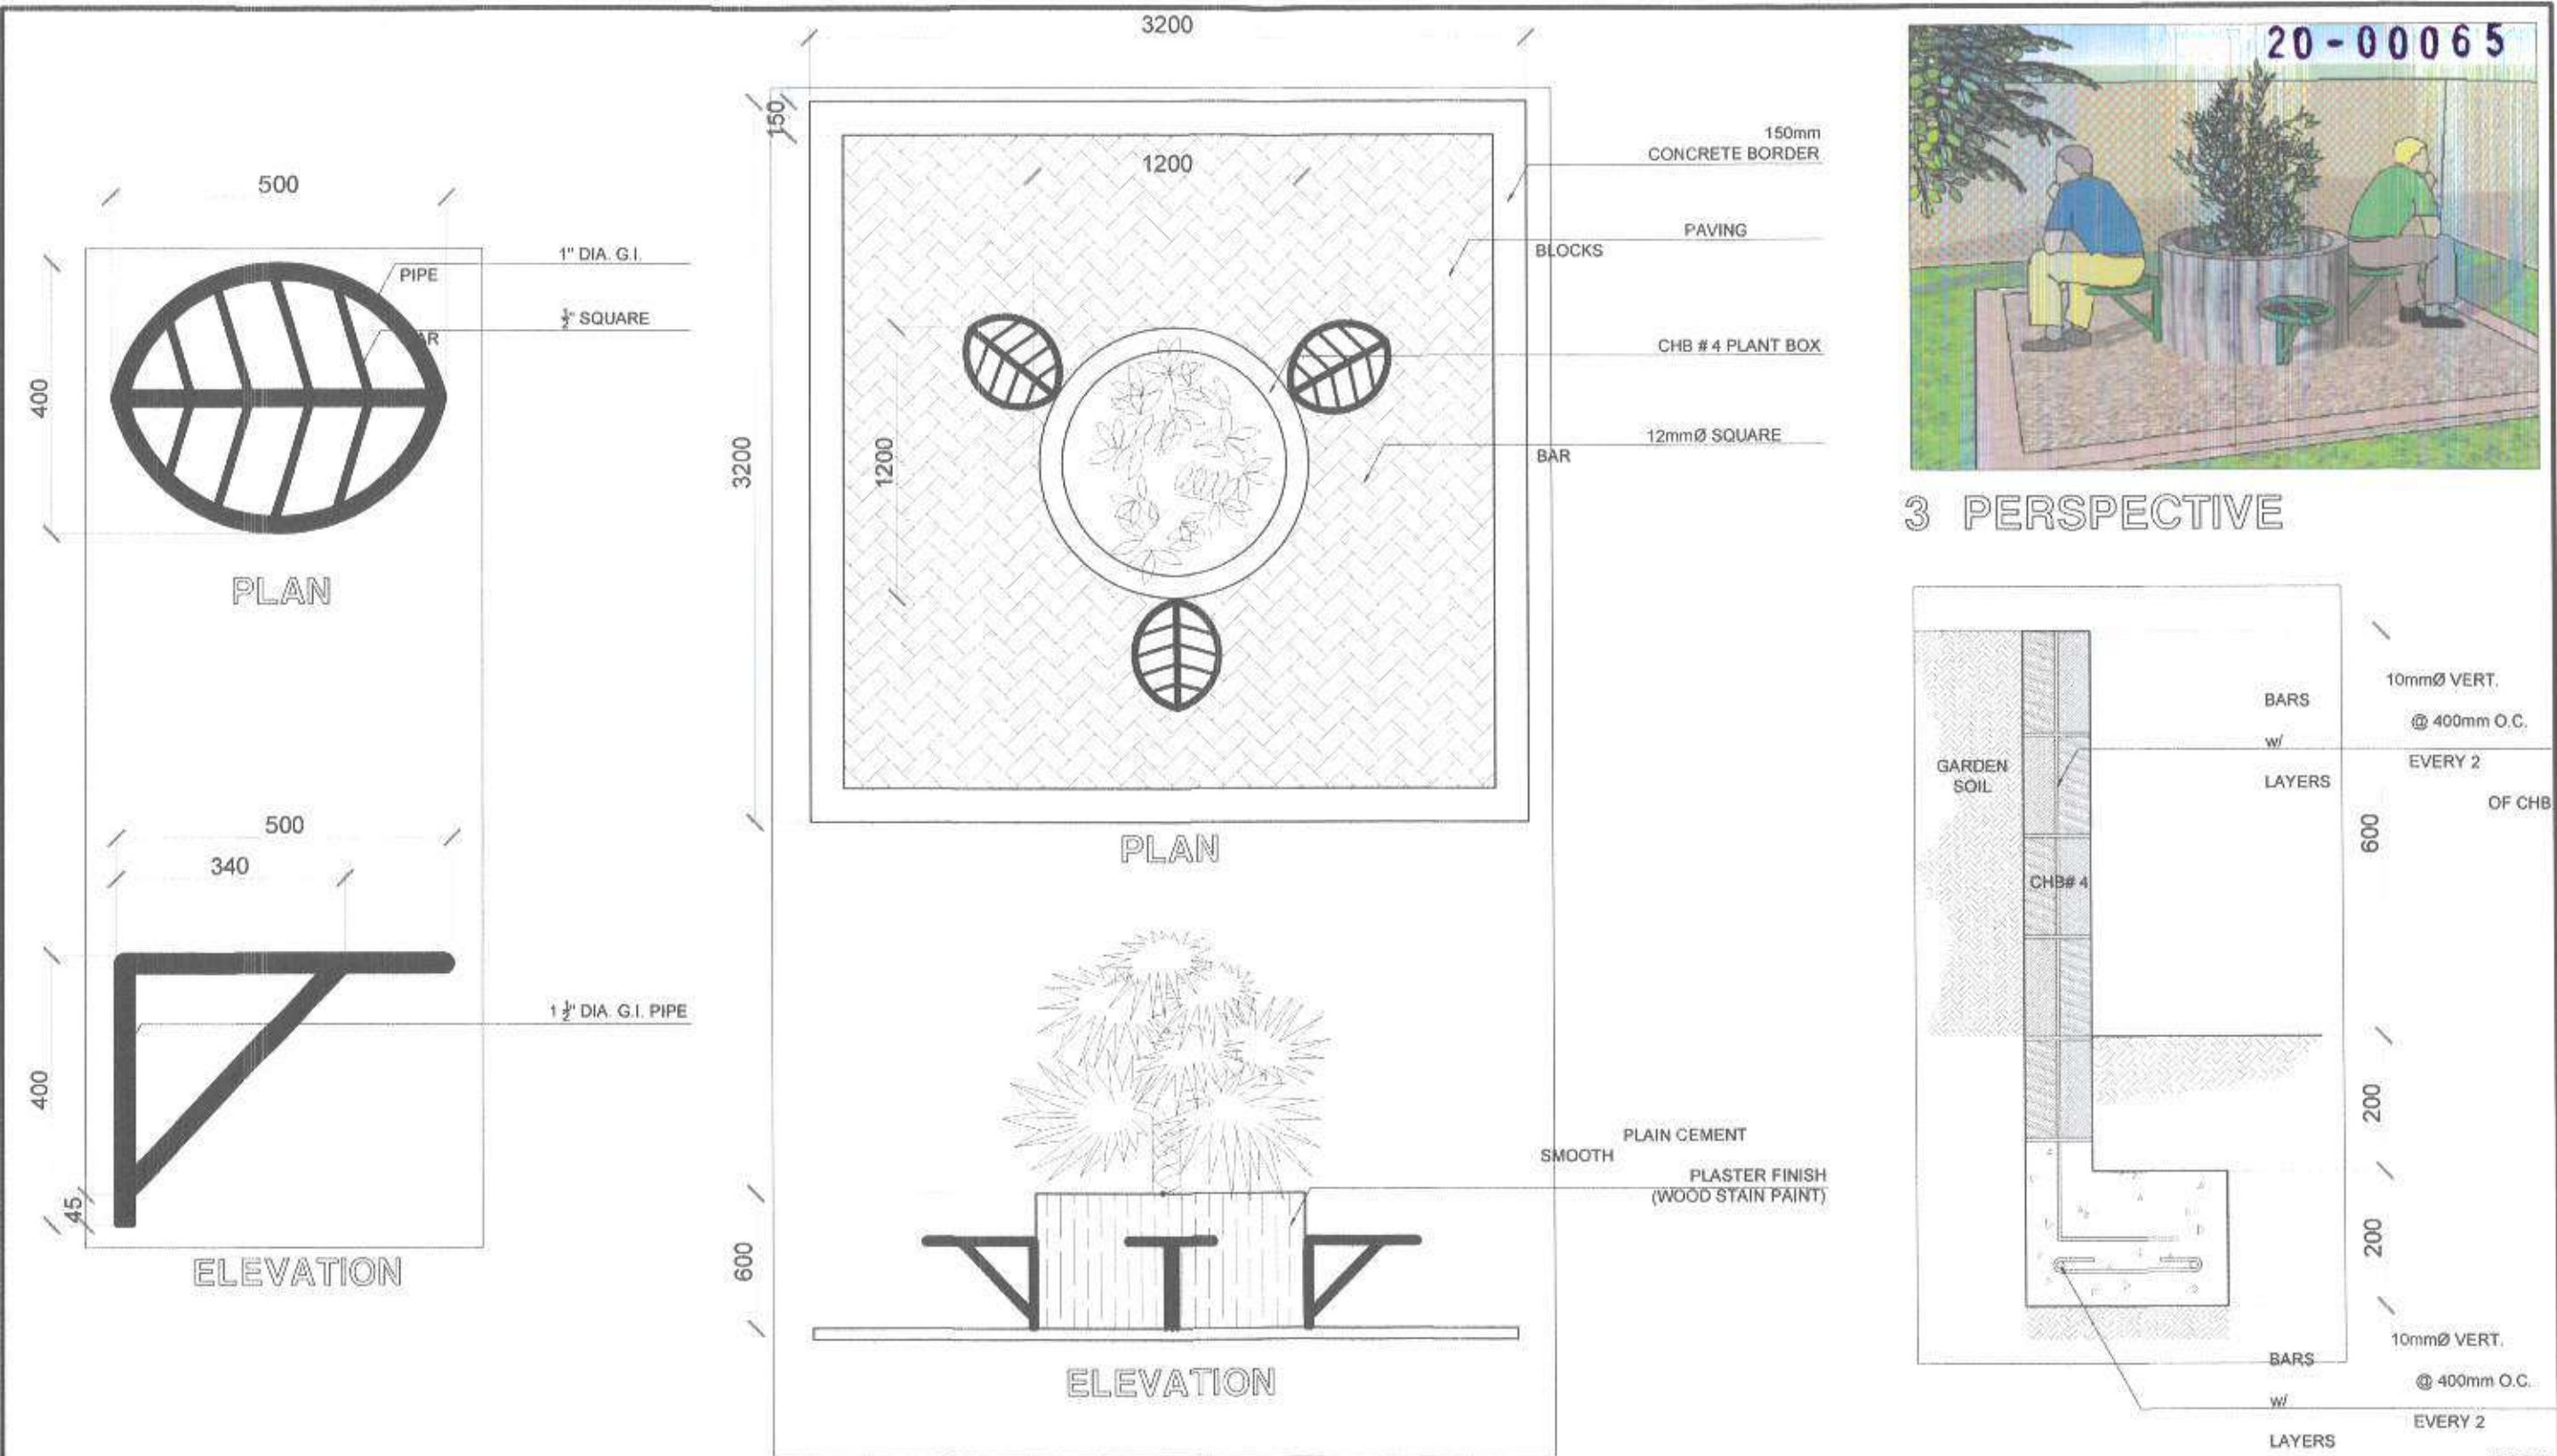 3200
20-00065
150
150mm
CONCRETE BORDER
1200
500
PAVING
BLOCKS
1" DIA. G.I.
PIPE
½" SQUARE
AR
CHB # 4 PLANT BOX
400
12mmØ SQUARE
BAR
1200
3200
3 PERSPECTIVE
PLAN
PLAN
10mmØ VERT.
BARS
@ 400mm O.C.
w/
EVERY 2
LAYERS
OF CHB
GARDEN
SOIL
600
CHB# 4
500
340
1 ½" DIA. G.I. PIPE
400
45
ELEVATION
PLAIN CEMENT
SMOOTH
PLASTER FINISH
(WOOD STAIN PAINT)
600
ELEVATION
200
200
10mmØ VERT.
BARS
@ 400mm O.C.
w/
EVERY 2
LAYERS